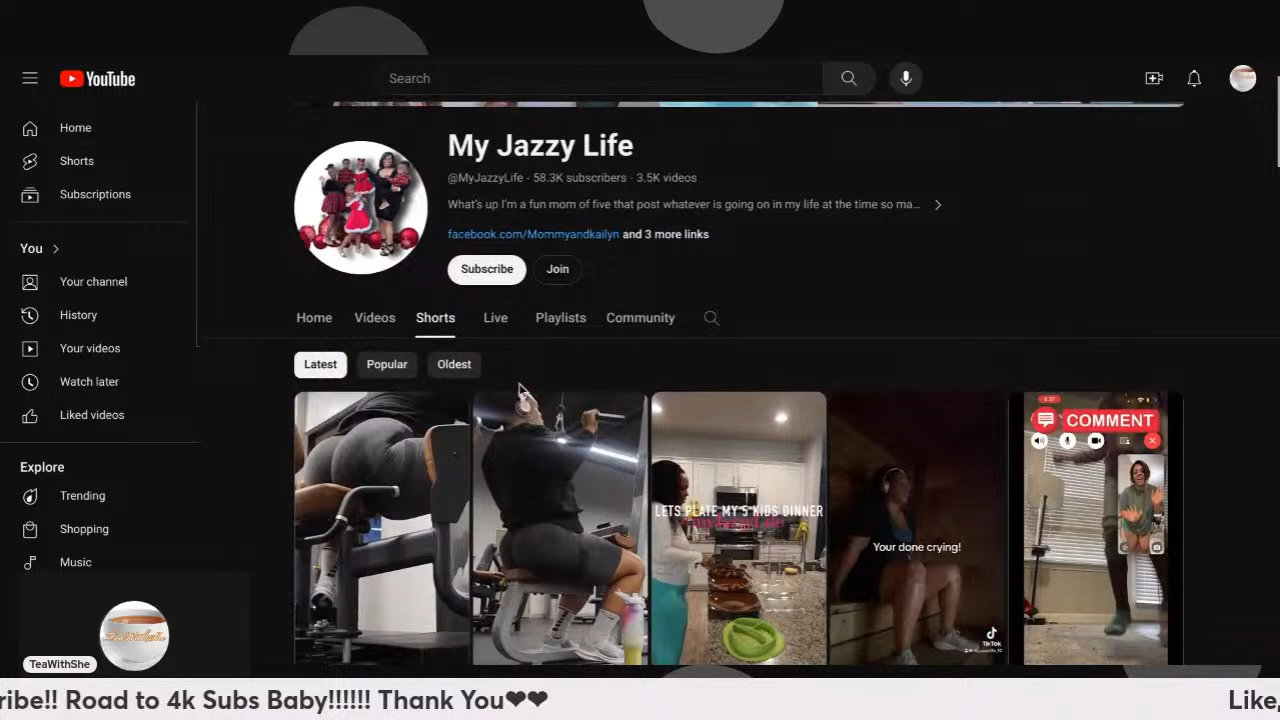 YouTube
Search
Home
Shorts
Subscriptions
You
Your channel
History
Your videos
Watch later
Liked videos
Explore
Trending
Shopping
Music
My Jazzy Life
@MyJazzyLife · 58.3K subscribers · 3.5K videos
What's up I'm a fun mom of five that post whatever is going on in my life at the time so ma...
facebook.com/Mommyandkailyn and 3 more links
Subscribe
Join
Home Videos Shorts Live Playlists Community
Latest Popular Oldest
LETS PLATE MY 5 KIDS DINNER
Your done crying!
TikTok
COMMENT
TeaWithShe
TeaWithShe
ribe!! Road to 4k Subs Baby!!!!!! Thank You❤❤
Like,